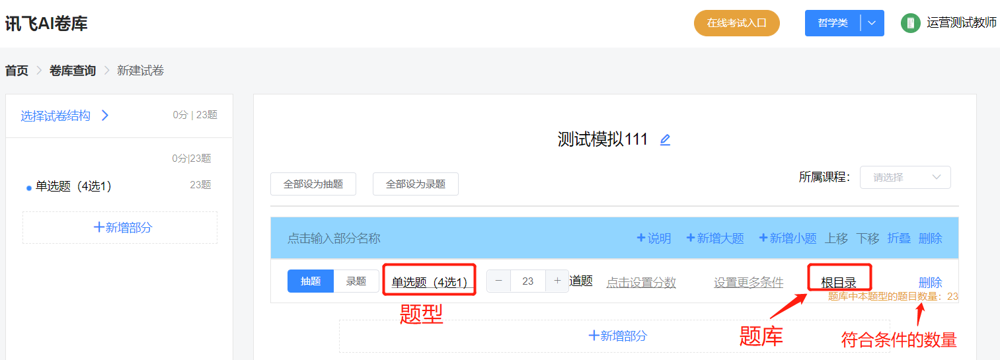 讯飞AI卷库
在线考试入口
哲学类
运营测试教师
首页 > 卷库查询 > 新建试卷
选择试卷结构 >
0分 | 23题
0分|23题
单选题（4选1）
23题
+新增部分
测试模拟111
全部设为抽题
全部设为录题
所属课程：
请选择
点击输入部分名称
+说明
+新增大题
+新增小题
上移
下移
折叠
删除
抽题
录题
单选题（4选1）
− 23 + 道题
点击设置分数
设置更多条件
根目录
删除
题库中本题型的题目数量：23
题型
题库
符合条件的数量
+新增部分